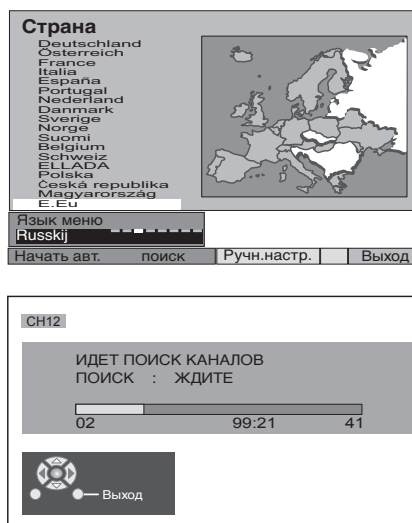 Страна
Deutschland
Österreich
France
Italia
España
Portugal
Nederland
Danmark
Sverige
Norge
Suomi
Belgium
Schweiz
ELLADA
Polska
Česká republika
Magyarország
E.Eu
Язык меню
Russkij
Начать авт. поиск Ручн.настр. Выход
CH12
ИДЕТ ПОИСК КАНАЛОВ
ПОИСК : ЖДИТЕ
02 99:21 41
Выход